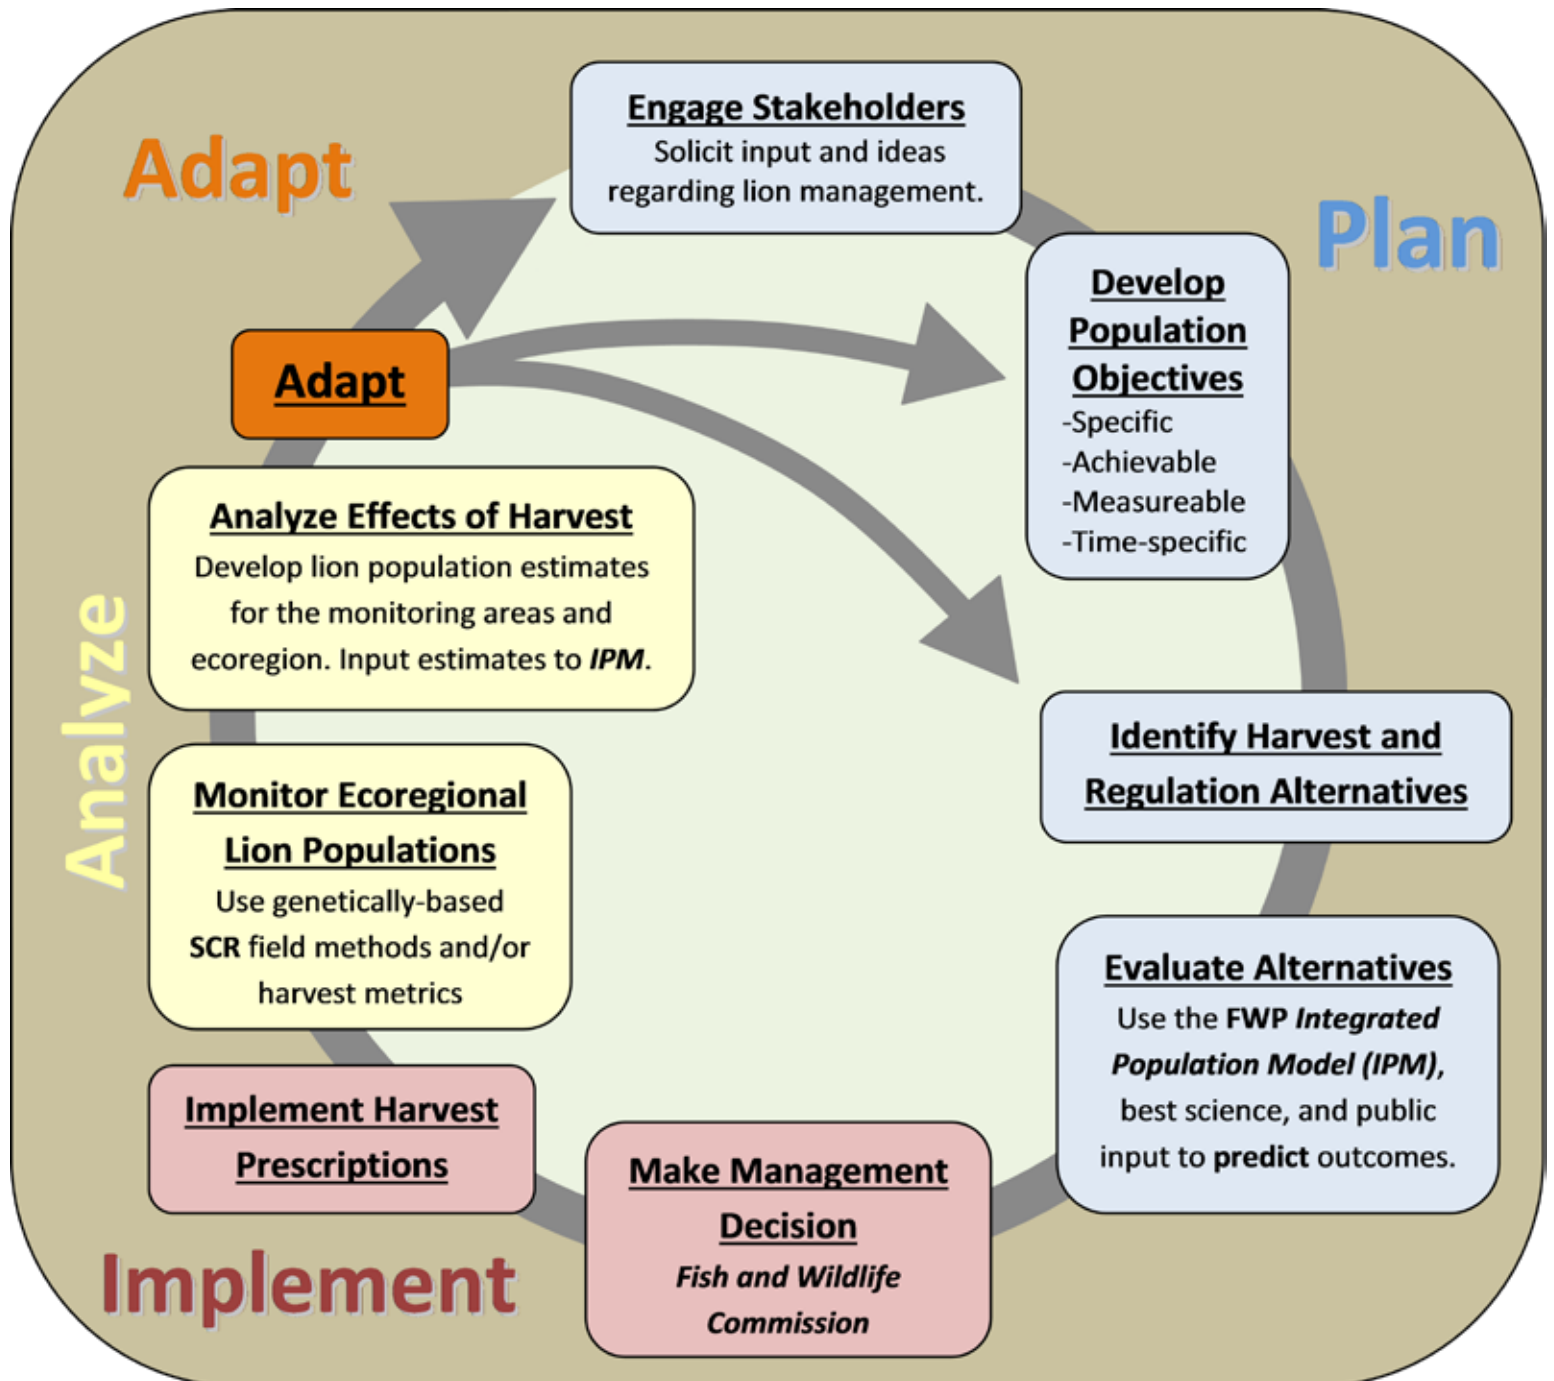 Adapt
Engage Stakeholders
Solicit input and ideas
regarding lion management.
Plan
Develop
Population
Objectives
-Specific
-Achievable
-Measureable
-Time-specific
Identify Harvest and
Regulation Alternatives
Evaluate Alternatives
Use the FWP Integrated
Population Model (IPM),
best science, and public
input to predict outcomes.
Make Management
Decision
Fish and Wildlife
Commission
Implement
Implement Harvest
Prescriptions
Analyze
Monitor Ecoregional
Lion Populations
Use genetically-based
SCR field methods and/or
harvest metrics
Analyze Effects of Harvest
Develop lion population estimates
for the monitoring areas and
ecoregion. Input estimates to IPM.
Adapt